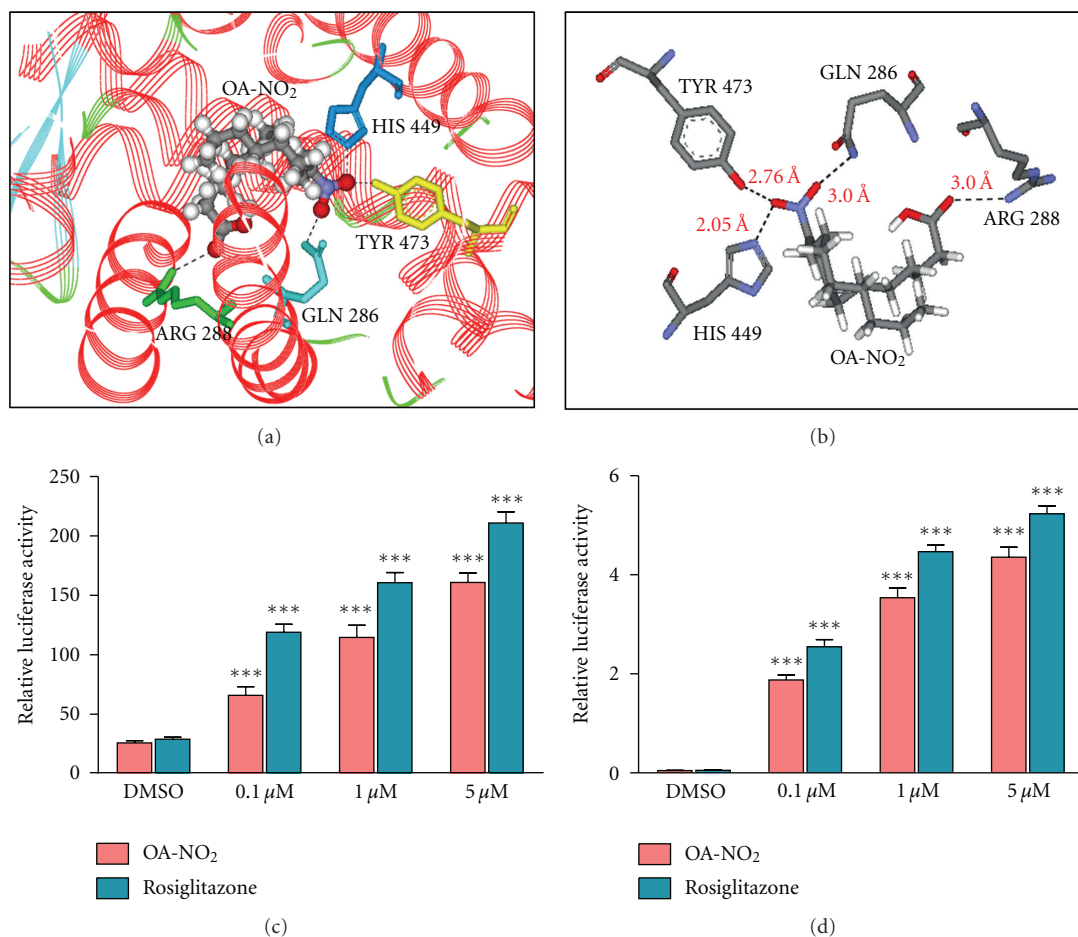 OA-NO₂
HIS 449
TYR 473
GLN 286
ARG 288
(a)
TYR 473
GLN 286
2.76 Å
3.0 Å
3.0 Å
ARG 288
2.05 Å
HIS 449
OA-NO₂
(b)
Relative luciferase activity
250
200
150
100
50
0
***
***
***
***
***
***
DMSO
0.1 µM
1 µM
5 µM
OA-NO₂
Rosiglitazone
(c)
Relative luciferase activity
6
4
2
0
***
***
***
***
***
***
DMSO
0.1 µM
1 µM
5 µM
OA-NO₂
Rosiglitazone
(d)